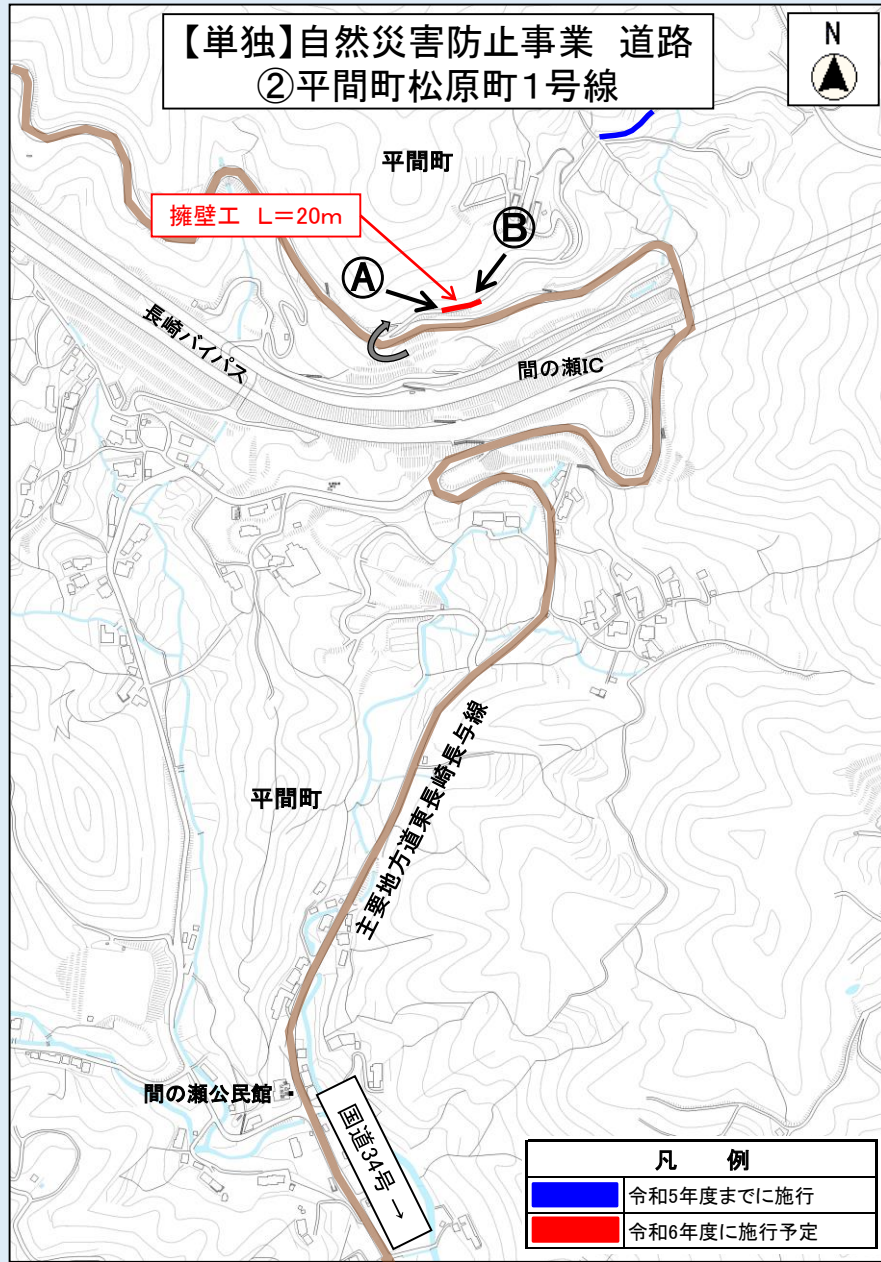 【単独】自然災害防止事業 道路
②平間町松原町1号線
N
平間町
擁壁工 L=20m
Ⓑ
Ⓐ
長崎バイパス
間の瀬IC
主要地方道東長崎長与線
平間町
間の瀬公民館
国道34号 →
凡 例
令和5年度までに施行
令和6年度に施行予定